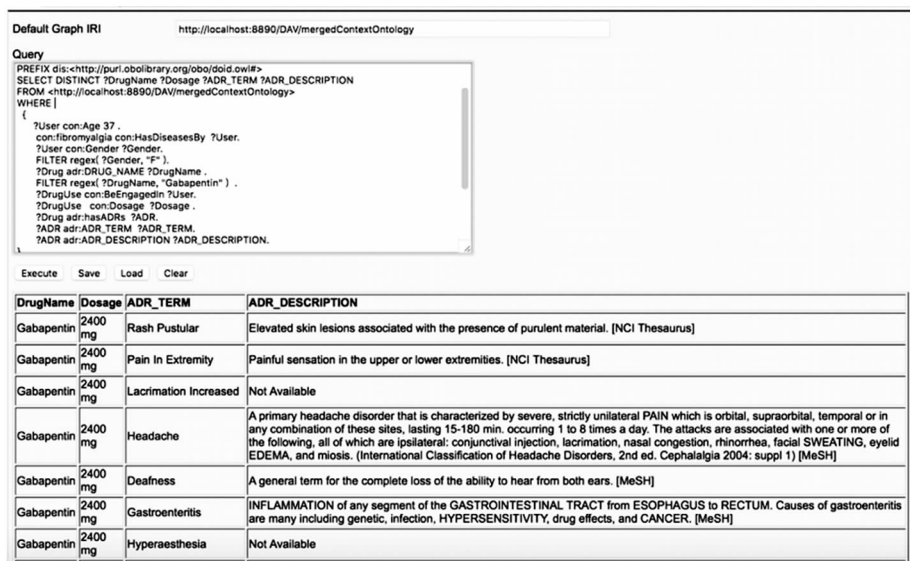 Default Graph IRI
http://localhost:8890/DAV/mergedContextOntology
Query
PREFIX dis:<http://purl.obolibrary.org/obo/doid.owl#>
SELECT DISTINCT ?DrugName ?Dosage ?ADR_TERM ?ADR_DESCRIPTION
FROM <http://localhost:8890/DAV/mergedContextOntology>
WHERE
{
?User con:Age 37 .
con:fibromyalgia con:HasDiseasesBy ?User.
?User con:Gender ?Gender.
FILTER regex( ?Gender, "F" ).
?Drug adr:DRUG_NAME ?DrugName .
FILTER regex( ?DrugName, "Gabapentin" ) .
?DrugUse con:BeEngagedIn ?User.
?DrugUse con:Dosage ?Dosage .
?Drug adr:hasADRs ?ADR.
?ADR adr:ADR_TERM ?ADR_TERM.
?ADR adr:ADR_DESCRIPTION ?ADR_DESCRIPTION.
}
Execute Save Load Clear
DrugName Dosage ADR_TERM ADR_DESCRIPTION
Gabapentin 2400 mg Rash Pustular Elevated skin lesions associated with the presence of purulent material. [NCI Thesaurus]
Gabapentin 2400 mg Pain In Extremity Painful sensation in the upper or lower extremities. [NCI Thesaurus]
Gabapentin 2400 mg Lacrimation Increased Not Available
Gabapentin 2400 mg Headache A primary headache disorder that is characterized by severe, strictly unilateral PAIN which is orbital, supraorbital, temporal or in
any combination of these sites, lasting 15-180 min. occurring 1 to 8 times a day. The attacks are associated with one or more of
the following, all of which are ipsilateral: conjunctival injection, lacrimation, nasal congestion, rhinorrhea, facial SWEATING, eyelid
EDEMA, and miosis. (International Classification of Headache Disorders, 2nd ed. Cephalalgia 2004: suppl 1) [MeSH]
Gabapentin 2400 mg Deafness A general term for the complete loss of the ability to hear from both ears. [MeSH]
Gabapentin 2400 mg Gastroenteritis INFLAMMATION of any segment of the GASTROINTESTINAL TRACT from ESOPHAGUS to RECTUM. Causes of gastroenteritis
are many including genetic, infection, HYPERSENSITIVITY, drug effects, and CANCER. [MeSH]
Gabapentin 2400 mg Hyperaesthesia Not Available